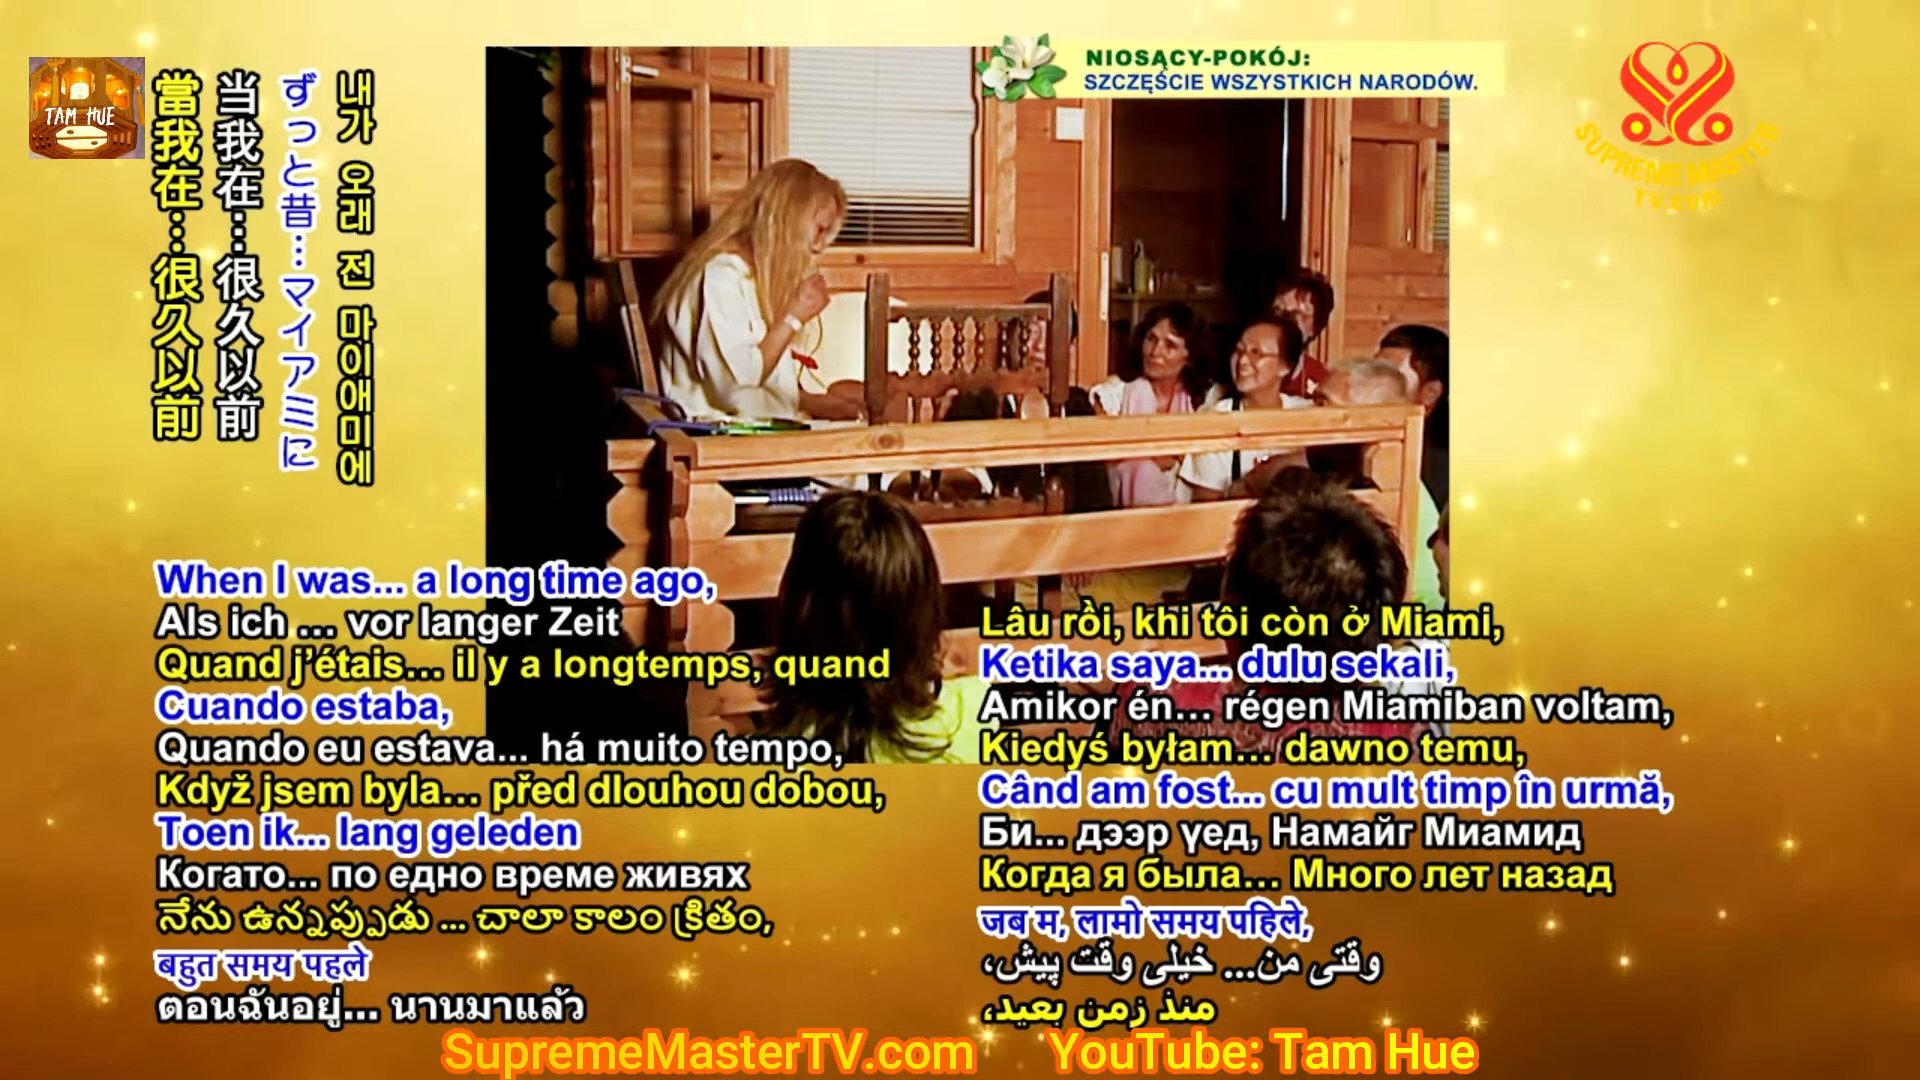 TAM HUE
當我在…很久以前
当我在…很久以前
ずっと昔…マイアミに
내가 오래 전 마이애미에
NIOSĄCY-POKÓJ:
SZCZĘŚCIE WSZYSTKICH NARODÓW.
SUPREME MASTER
TV.com
When I was... a long time ago,
Als ich ... vor langer Zeit
Quand j'étais... il y a longtemps, quand
Cuando estaba,
Quando eu estava... há muito tempo,
Když jsem byla... před dlouhou dobou,
Toen ik... lang geleden
Когато... по едно време живях
నేను ఉన్నప్పుడు ... చాలా కాలం క్రితం,
बहुत समय पहले
ตอนฉันอยู่... นานมาแล้ว
Lâu rồi, khi tôi còn ở Miami,
Ketika saya... dulu sekali,
Amikor én... régen Miamiban voltam,
Kiedyś byłam... dawno temu,
Când am fost... cu mult timp în urmă,
Би... дээр үед, Намайг Миамид
Когда я была... Много лет назад
जब म, लामो समय पहिले,
وقتی من... خیلی وقت پیش،
منذ زمن بعيد،
SupremeMasterTV.com YouTube: Tam Hue